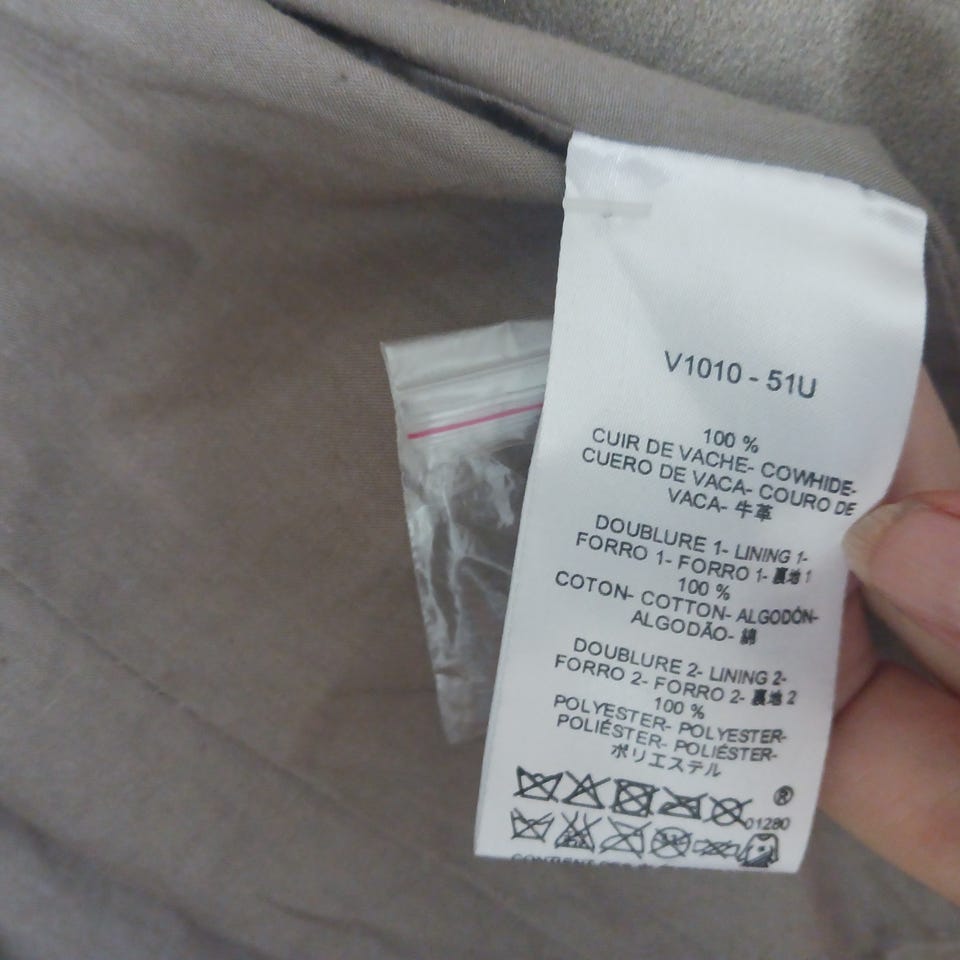 V1010 - 51U
100 %
CUIR DE VACHE- COWHIDE-
CUERO DE VACA- COURO DE
VACA- 牛革
DOUBLURE 1- LINING 1-
FORRO 1- FORRO 1- 裏地 1
100 %
COTON- COTTON- ALGODÓN-
ALGODÃO- 綿
DOUBLURE 2- LINING 2-
FORRO 2- FORRO 2- 裏地 2
100 %
POLYESTER- POLYESTER-
POLIÉSTER- POLIÉSTER-
ポリエステル
®
01280